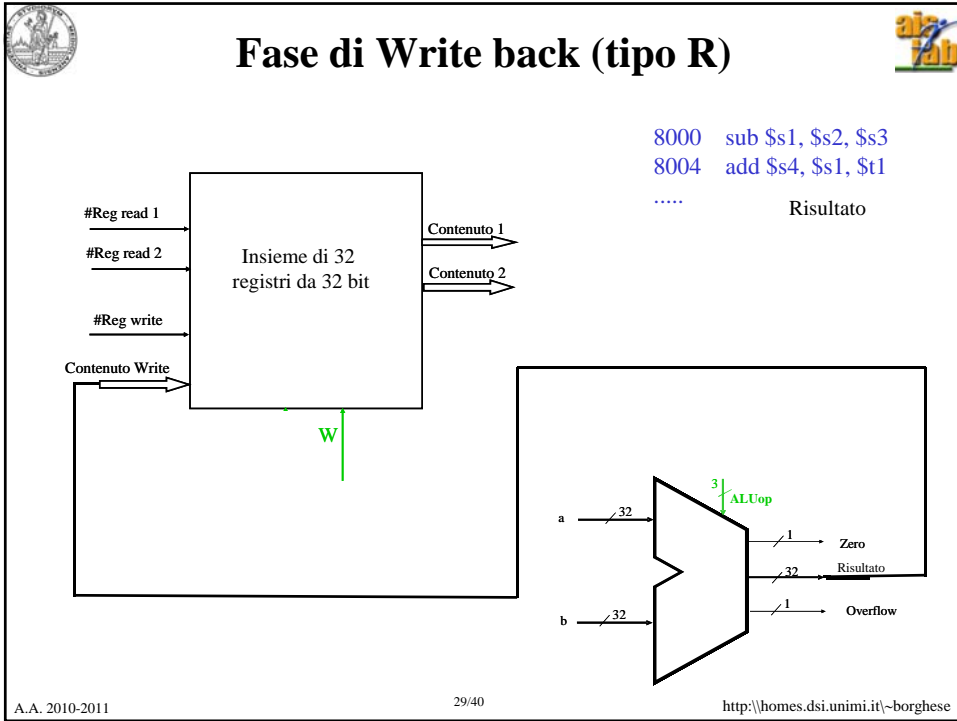 Fase di Write back (tipo R)
ais
lab
8000 sub $s1, $s2, $s3
8004 add $s4, $s1, $t1
.....
Risultato
#Reg read 1
#Reg read 2
#Reg write
Contenuto Write
Insieme di 32
registri da 32 bit
Contenuto 1
Contenuto 2
W
3
ALUop
a
32
b
32
1
Zero
32
Risultato
1
Overflow
A.A. 2010-2011
29/40
http:\\homes.dsi.unimi.it\~borghese